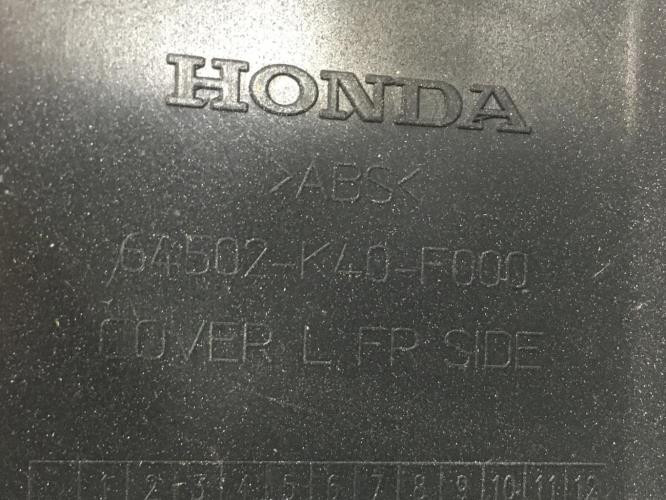 HONDA
>ABS<
64502-K40-F000
COVER L FR SIDE
1 2 3 4 5 6 7 8 9 10 11 12